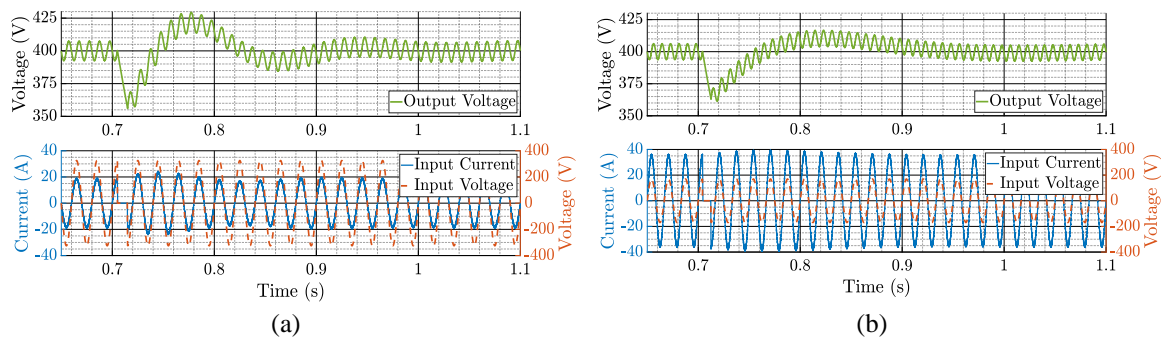 425
400
375
350
Voltage (V)
Output Voltage
0.7 0.8 0.9 1 1.1
40
20
0
-20
-40
Current (A)
Input Current
Input Voltage
400
200
0
-200
-400
Voltage (V)
0.7 0.8 0.9 1 1.1
Time (s)
(a)
425
400
375
350
Voltage (V)
Output Voltage
0.7 0.8 0.9 1 1.1
40
20
0
-20
-40
Current (A)
Input Current
Input Voltage
400
200
0
-200
-400
Voltage (V)
0.7 0.8 0.9 1 1.1
Time (s)
(b)